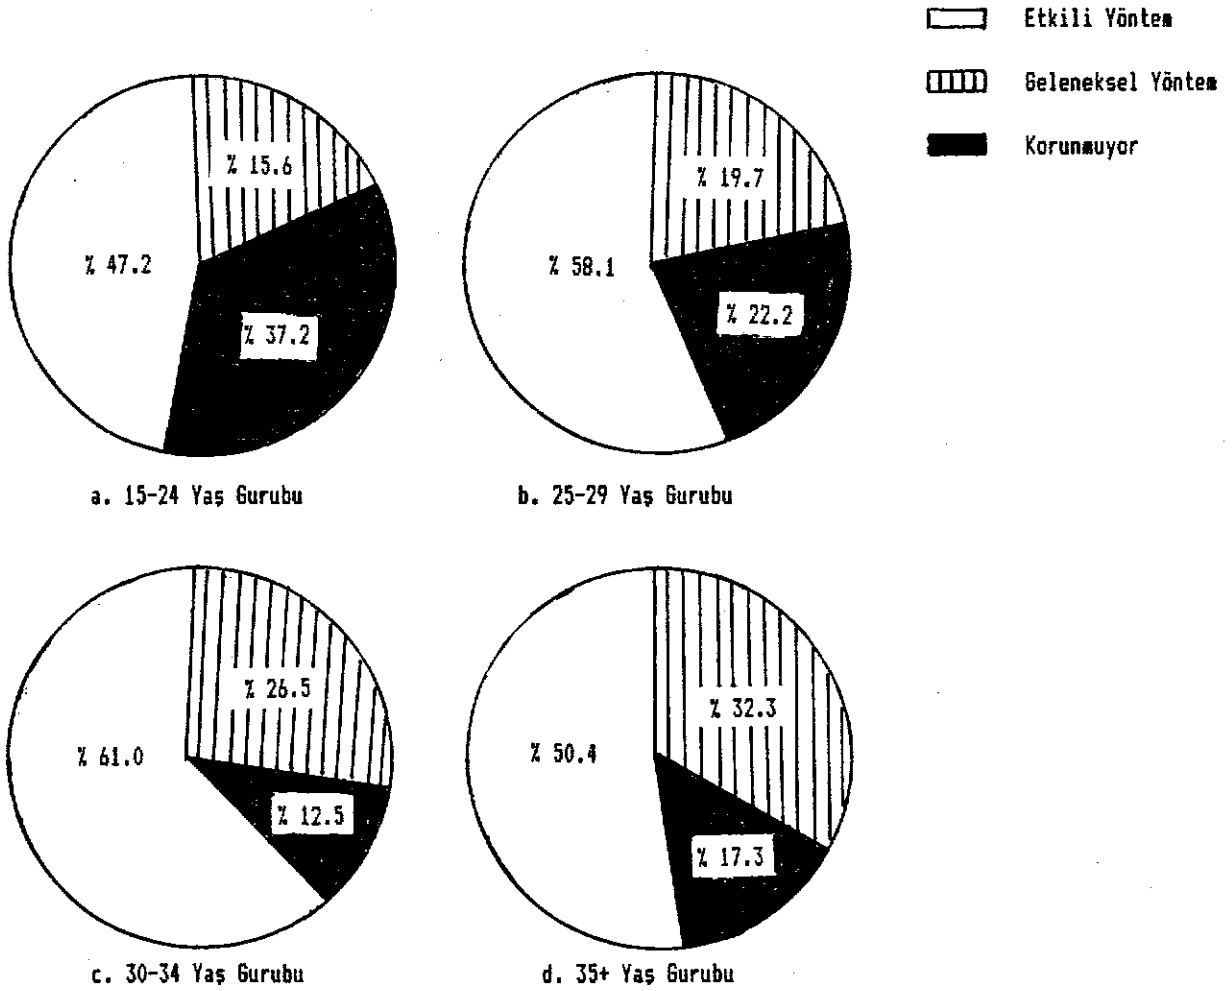 Etkili Yöntem
Geleneksel Yöntem
Korunmuyor
% 15.6
% 47.2
% 37.2
a. 15-24 Yaş Gurubu
% 19.7
% 58.1
% 22.2
b. 25-29 Yaş Gurubu
% 26.5
% 61.0
% 12.5
c. 30-34 Yaş Gurubu
% 32.3
% 50.4
% 17.3
d. 35+ Yaş Gurubu